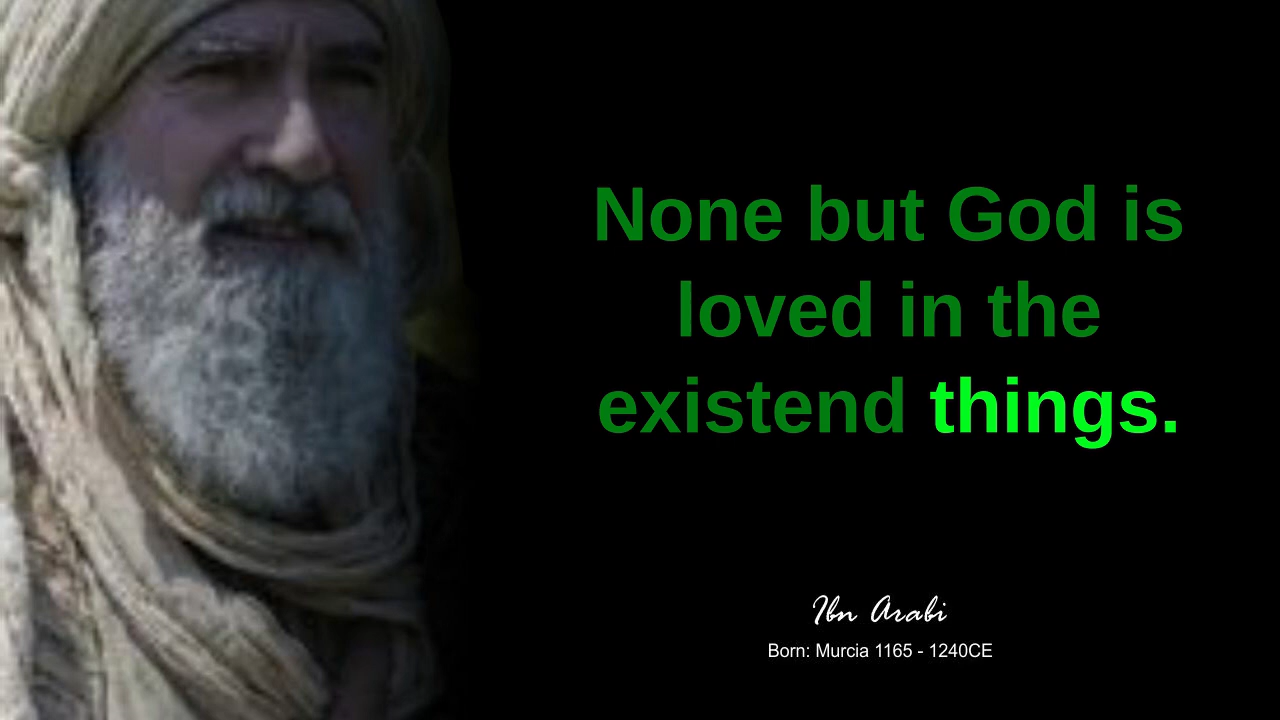 None but God is
loved in the
existend things.
Ibn Arabi
Born: Murcia 1165 - 1240CE